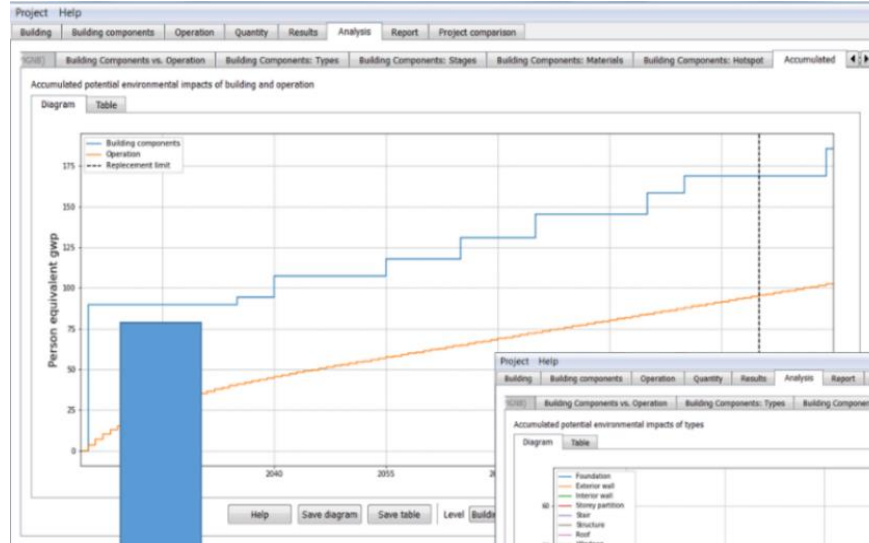 Project Help
Building Building components Operation Quantity Results Analysis Report Project comparison
Building Components vs. Operation Building Components: Types Building Components: Stages Building Components: Materials Building Components: Hotspot Accumulated
Accumulated potential environmental impacts of building and operation
Diagram Table
Building components
Operation
Replecement limit
175
150
125
100
75
50
25
0
Person equivalent gwp
2040 2055
Help Save diagram Save table Level Buildi
Project Help
Building Building components Operation Quantity Results Analysis Report
Building Components vs. Operation Building Components: Types Building Componen
Accumulated potential environmental impacts of types
Diagram Table
Foundation
Exterior wall
Interior wall
Storey partition
Stair
Structure
Roof
60